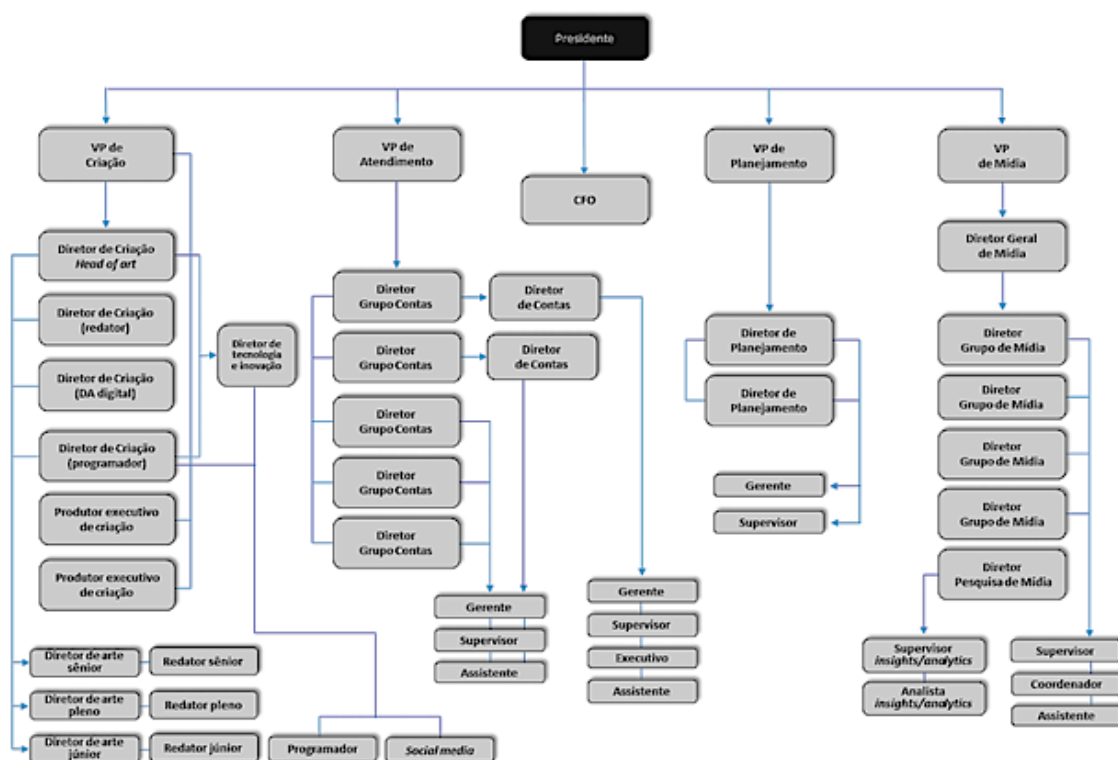 Presidente
VP de
Criação
VP de
Atendimento
CFO
VP de
Planejamento
VP
de Mídia
Diretor de Criação
Head of art
Diretor de Criação
(redator)
Diretor de Criação
(DA digital)
Diretor de Criação
(programador)
Produtor executivo
de criação
Produtor executivo
de criação
Diretor de
tecnologia
e inovação
Diretor de arte
sênior
Redator sênior
Diretor de arte
pleno
Redator pleno
Diretor de arte
júnior
Redator júnior
Programador
Social media
Diretor
Grupo Contas
Diretor
de Contas
Diretor
Grupo Contas
Diretor
de Contas
Diretor
Grupo Contas
Diretor
Grupo Contas
Diretor
Grupo Contas
Gerente
Supervisor
Assistente
Gerente
Supervisor
Executivo
Assistente
Diretor de
Planejamento
Diretor de
Planejamento
Gerente
Supervisor
Diretor Geral
de Mídia
Diretor
Grupo de Mídia
Diretor
Grupo de Mídia
Diretor
Grupo de Mídia
Diretor
Grupo de Mídia
Diretor
Pesquisa de Mídia
Supervisor
insights/analytics
Analista
insights/analytics
Supervisor
Coordenador
Assistente